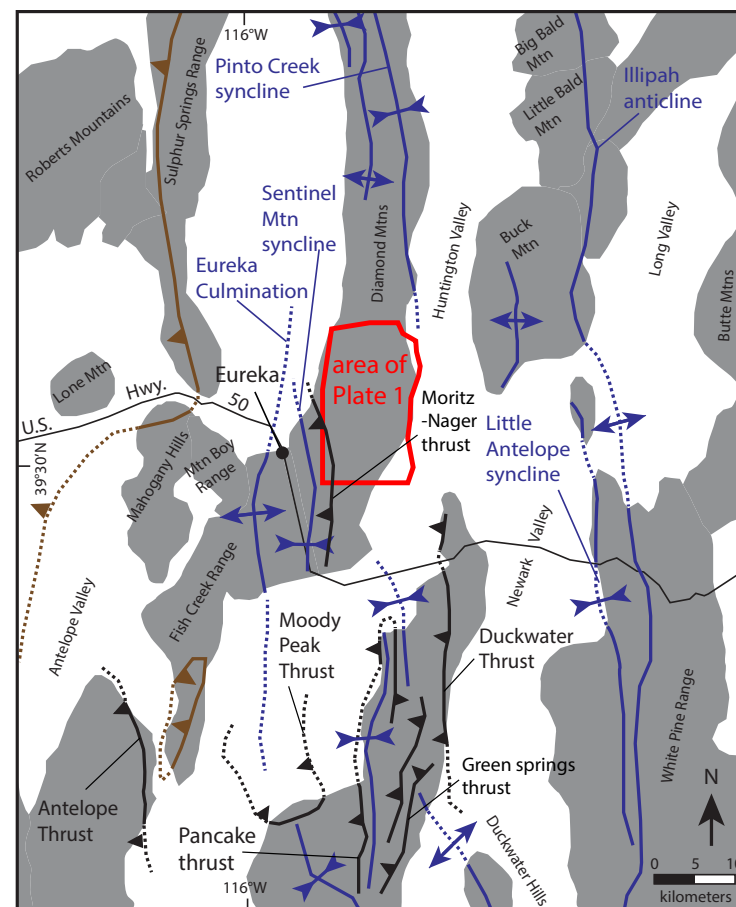 116°W
Pinto Creek
syncline
Big Bald
Mtn
Little Bald
Mtn
Illipah
anticline
Sulphur Springs Range
Roberts Mountains
Sentinel
Mtn
syncline
Diamond Mtns
Huntington Valley
Buck
Mtn
Long Valley
Butte Mtns
Eureka
Culmination
Lone Mtn
Eureka
area of
Plate 1
Moritz
-Nager
thrust
U.S.
Hwy.
50
Little
Antelope
syncline
39°30'N
Mahogany Hills
Mtn Boy
Range
Newark
Valley
Fish Creek Range
Antelope Valley
Moody
Peak
Thrust
Duckwater
Thrust
White Pine Range
Green springs
thrust
Antelope
Thrust
Pancake
thrust
Duckwater
Hills
N
0 5 10
kilometers
116°W